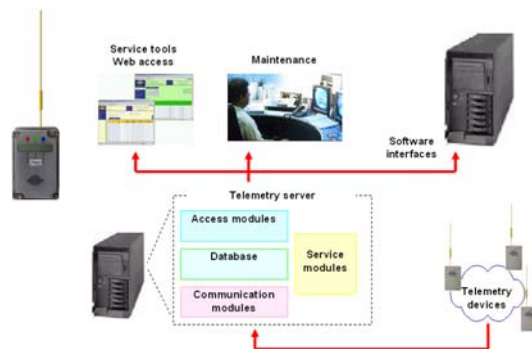 Service tools
Web access
Maintenance
Software
interfaces
Telemetry server
Access modules
Database
Service
modules
Communication
modules
Telemetry
devices